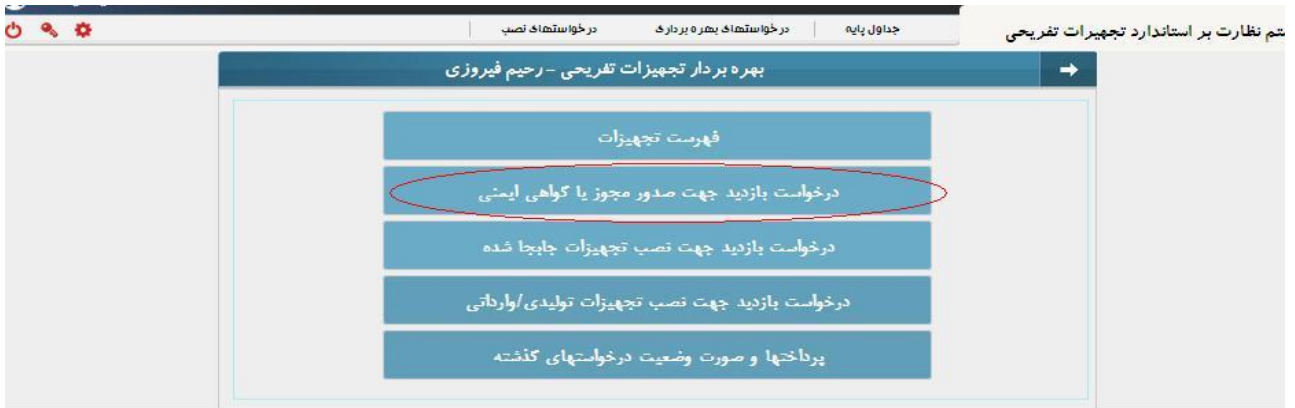 ستم نظارت بر استاندارد تجهیزات تفریحی
جداول پایه
درخواستهای بهره برداری
درخواستهای نصب
بهره بردار تجهیزات تفریحی - رحیم فیروزی
فهرست تجهیزات
درخواست بازدید جهت صدور مجوز یا گواهی ایمنی
درخواست بازدید جهت نصب تجهیزات جابجا شده
درخواست بازدید جهت نصب تجهیزات تولیدی/وارداتی
پرداختها و صورت وضعیت درخواستهای گذشته